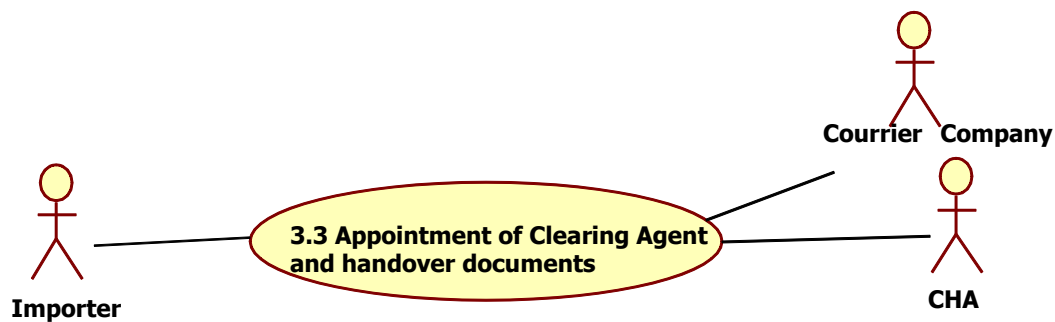 Courrier Company
3.3 Appointment of Clearing Agent
and handover documents
Importer
CHA